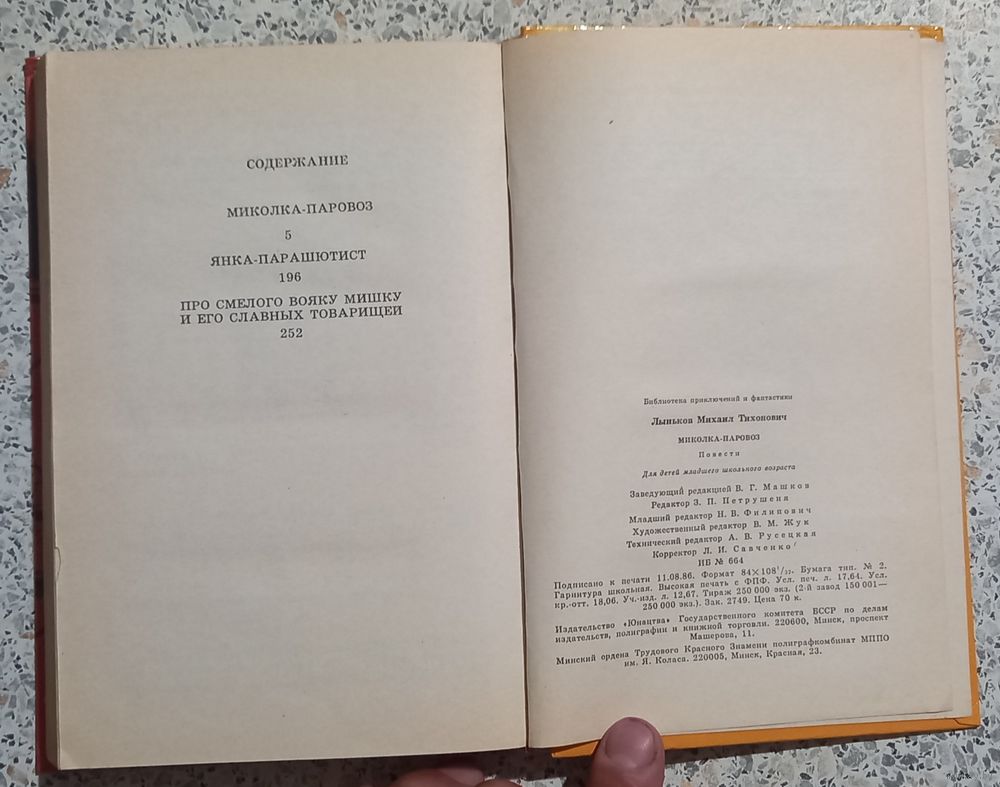 СОДЕРЖАНИЕ
МИКОЛКА-ПАРОВОЗ
5
ЯНКА-ПАРАШЮТИСТ
196
ПРО СМЕЛОГО ВОЯКУ МИШКУ
И ЕГО СЛАВНЫХ ТОВАРИЩЕЙ
252
Библиотека приключений и фантастики
Лыньков Михаил Тихонович
МИКОЛКА-ПАРОВОЗ
Повести
Для детей младшего школьного возраста
Заведующий редакцией В. Г. Машков
Редактор З. П. Петрушеня
Младший редактор Н. В. Филипович
Художественный редактор В. М. Жук
Технический редактор А. В. Русецкая
Корректор Л. И. Савченко
ИБ № 664
Подписано к печати 11.08.86. Формат 84×108¹/₃₂. Бумага тип. № 2.
Гарнитура школьная. Высокая печать с ФПФ. Усл. печ. л. 17,64. Усл.
кр.-отт. 18,06. Уч.-изд. л. 12,67. Тираж 250 000 экз. (2-й завод 150 001—
250 000 экз.). Зак. 2749. Цена 70 к.
Издательство «Юнацтва» Государственного комитета БССР по делам
издательств, полиграфии и книжной торговли. 220600, Минск, проспект
Машерова, 11.
Минский ордена Трудового Красного Знамени полиграфкомбинат МППО
им. Я. Коласа. 220005, Минск, Красная, 23.